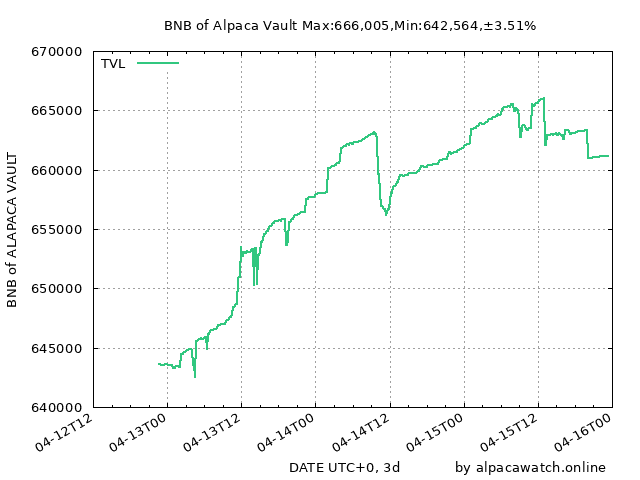 BNB of Alpaca Vault Max:666,005,Min:642,564,±3.51%
670000
TVL
665000
660000
655000
650000
645000
640000
BNB of ALAPACA VAULT
04-12T12
04-13T00
04-13T12
04-14T00
04-14T12
04-15T00
04-15T12
04-16T00
DATE UTC+0, 3d
by alpacawatch.online